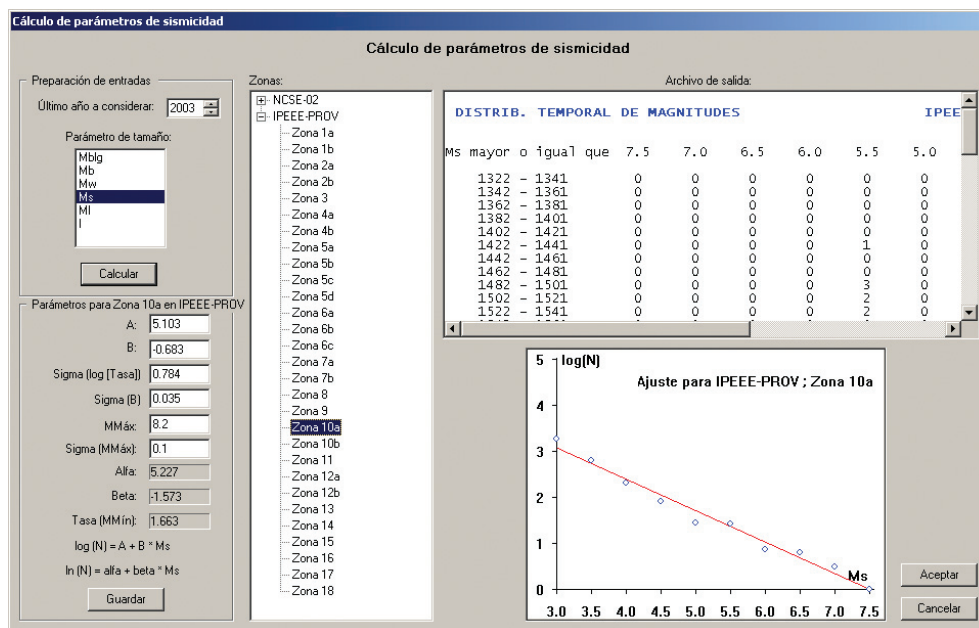 Cálculo de parámetros de sismicidad
Cálculo de parámetros de sismicidad
Preparación de entradas
Último año a considerar: 2003
Parámetro de tamaño:
Mblg
Mb
Mw
Ms
Ml
I
Calcular
Parámetros para Zona 10a en IPEEE-PROV
A: 5.103
B: -0.683
Sigma (log [Tasa]) 0.784
Sigma (B) 0.035
MMáx: 8.2
Sigma (MMáx): 0.1
Alfa: 5.227
Beta: -1.573
Tasa (MMín): 1.663
log (N) = A + B * Ms
ln (N) = alfa + beta * Ms
Guardar
Zonas:
NCSE-02
IPEEE-PROV
Zona 1a
Zona 1b
Zona 2a
Zona 2b
Zona 3
Zona 4a
Zona 4b
Zona 5a
Zona 5b
Zona 5c
Zona 5d
Zona 6a
Zona 6b
Zona 6c
Zona 7a
Zona 7b
Zona 8
Zona 9
Zona 10a
Zona 10b
Zona 11
Zona 12a
Zona 12b
Zona 13
Zona 14
Zona 15
Zona 16
Zona 17
Zona 18
Archivo de salida:
DISTRIB. TEMPORAL DE MAGNITUDES IPEE
Ms mayor o igual que 7.5 7.0 6.5 6.0 5.5 5.0
1322 - 1341 0 0 0 0 0 0
1342 - 1361 0 0 0 0 0 0
1362 - 1381 0 0 0 0 0 0
1382 - 1401 0 0 0 0 0 0
1402 - 1421 0 0 0 0 0 0
1422 - 1441 0 0 0 0 1 0
1442 - 1461 0 0 0 0 0 0
1462 - 1481 0 0 0 0 0 0
1482 - 1501 0 0 0 0 3 0
1502 - 1521 0 0 0 0 2 0
1522 - 1541 0 0 0 0 2 0
5 log(N)
Ajuste para IPEEE-PROV ; Zona 10a
4
3
2
1
Ms
0
3.0 3.5 4.0 4.5 5.0 5.5 6.0 6.5 7.0 7.5
Aceptar
Cancelar